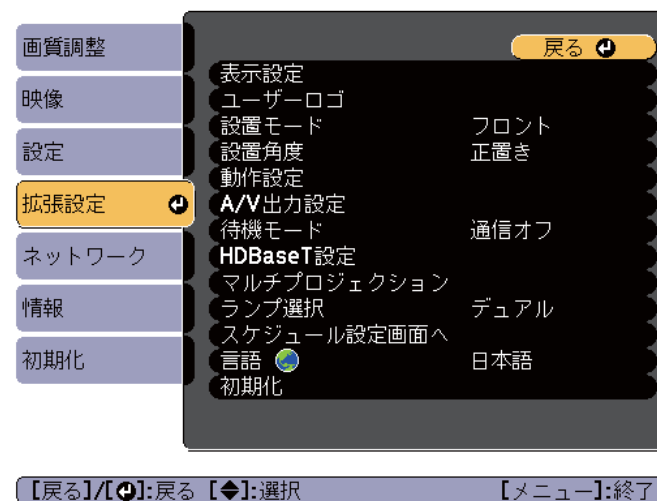 画質調整
映像
設定
拡張設定
ネットワーク
情報
初期化
戻る
表示設定
ユーザーロゴ
設置モード フロント
設置角度 正置き
動作設定
A/V出力設定
待機モード 通信オフ
HDBaseT設定
マルチプロジェクション
ランプ選択 デュアル
スケジュール設定画面へ
言語 日本語
初期化
[戻る]/[⏎]:戻る [◆]:選択 [メニュー]:終了